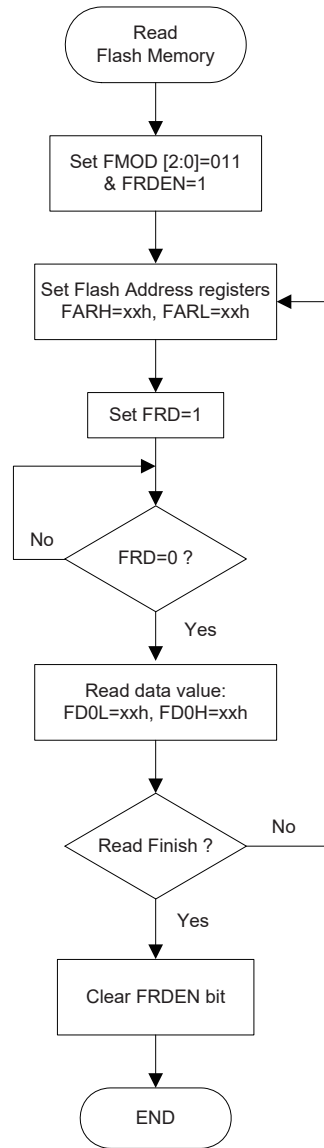 Read
Flash Memory
Set FMOD [2:0]=011
& FRDEN=1
Set Flash Address registers
FARH=xxh, FARL=xxh
Set FRD=1
No
FRD=0 ?
Yes
Read data value:
FD0L=xxh, FD0H=xxh
No
Read Finish ?
Yes
Clear FRDEN bit
END